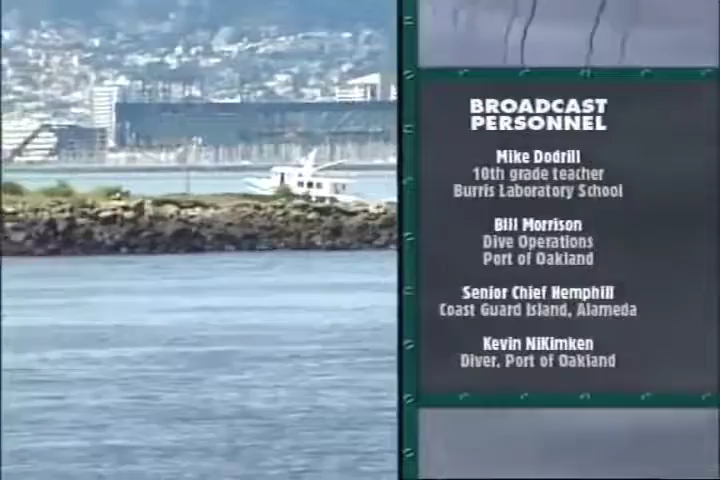 BROADCAST
PERSONNEL
Mike Dodrill
10th grade teacher
Burris Laboratory School
Bill Morrison
Dive Operations
Port of Oakland
Senior Chief Hemphill
Coast Guard Island, Alameda
Kevin NiKimken
Diver, Port of Oakland